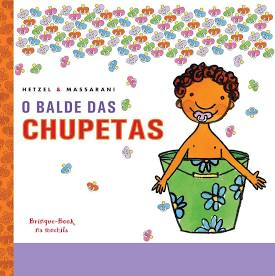 HETZEL & MASSARANI
O BALDE DAS
CHUPETAS
Brinque-Book
na mochila